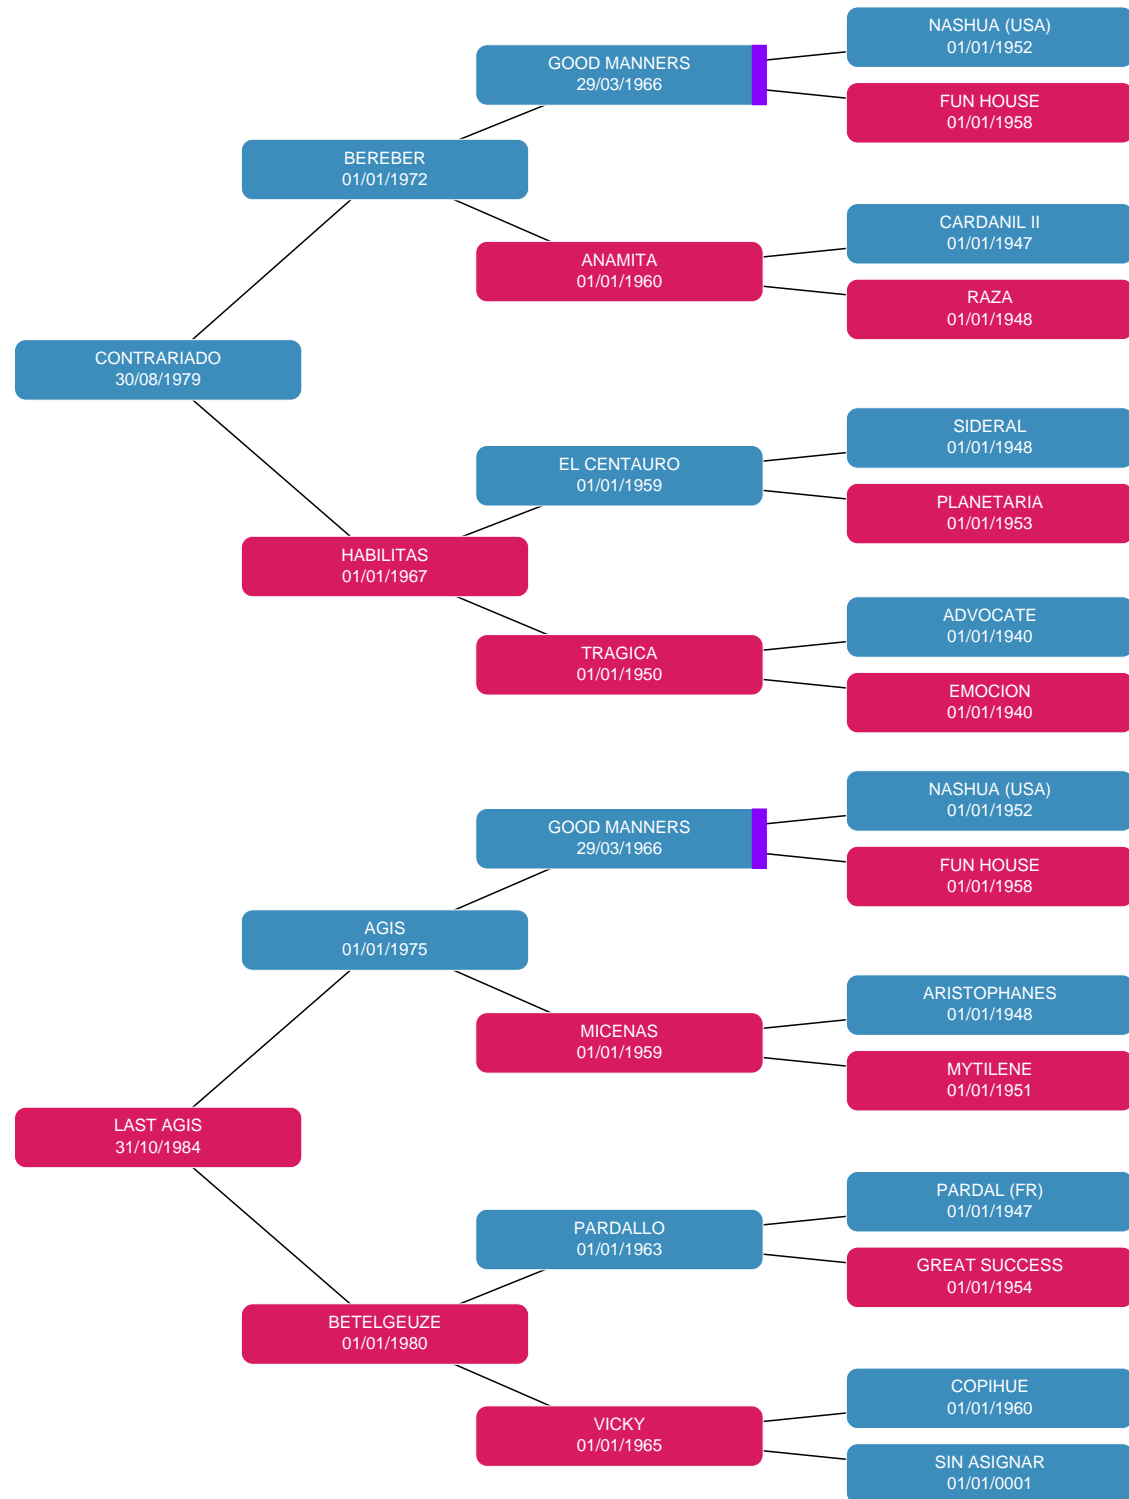 NASHUA (USA)
01/01/1952
GOOD MANNERS
29/03/1966
FUN HOUSE
01/01/1958
BEREBER
01/01/1972
CARDANIL II
01/01/1947
ANAMITA
01/01/1960
RAZA
01/01/1948
CONTRARIADO
30/08/1979
SIDERAL
01/01/1948
EL CENTAURO
01/01/1959
PLANETARIA
01/01/1953
HABILITAS
01/01/1967
ADVOCATE
01/01/1940
TRAGICA
01/01/1950
EMOCION
01/01/1940
NASHUA (USA)
01/01/1952
GOOD MANNERS
29/03/1966
FUN HOUSE
01/01/1958
AGIS
01/01/1975
ARISTOPHANES
01/01/1948
MICENAS
01/01/1959
MYTILENE
01/01/1951
LAST AGIS
31/10/1984
PARDAL (FR)
01/01/1947
PARDALLO
01/01/1963
GREAT SUCCESS
01/01/1954
BETELGEUZE
01/01/1980
COPIHUE
01/01/1960
VICKY
01/01/1965
SIN ASIGNAR
01/01/0001